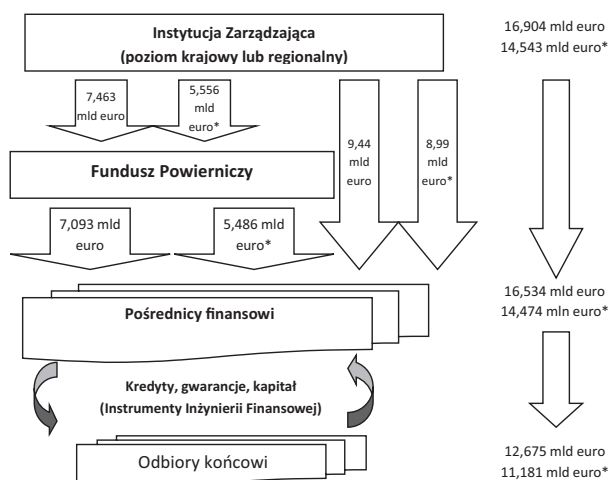 Instytucja Zarządzająca
(poziom krajowy lub regionalny)
16,904 mld euro
14,543 mld euro*
7,463
mld euro
5,556
mld
euro*
9,44
mld
euro
8,99
mld
euro*
Fundusz Powierniczy
7,093 mld
euro
5,486 mld
euro*
16,534 mld euro
14,474 mln euro*
Pośrednicy finansowi
Kredyty, gwarancje, kapitał
(Instrumenty Inżynierii Finansowej)
Odbiory końcowi
12,675 mld euro
11,181 mld euro*